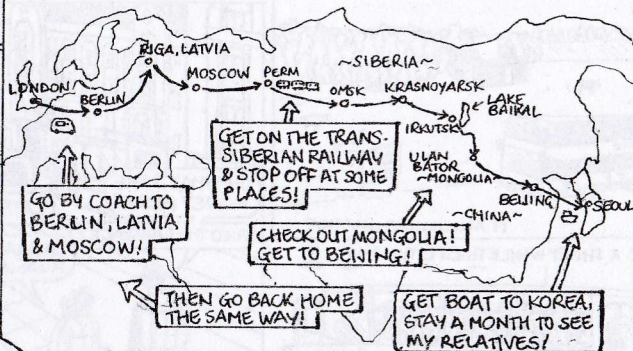 LONDON
BERLIN
RIGA, LATVIA
MOSCOW
PERM
~SIBERIA~
OMSK
KRASNOYARSK
LAKE
BAIKAL
IRKUTSK
ULAN
BATOR
~MONGOLIA~
BEIJING
~CHINA~
SEOUL
GO BY COACH TO
BERLIN, LATVIA
& MOSCOW!
GET ON THE TRANS-
SIBERIAN RAILWAY
& STOP OFF AT SOME
PLACES!
CHECK OUT MONGOLIA!
GET TO BEIJING!
GET BOAT TO KOREA,
STAY A MONTH TO SEE
MY RELATIVES!
THEN GO BACK HOME
THE SAME WAY!